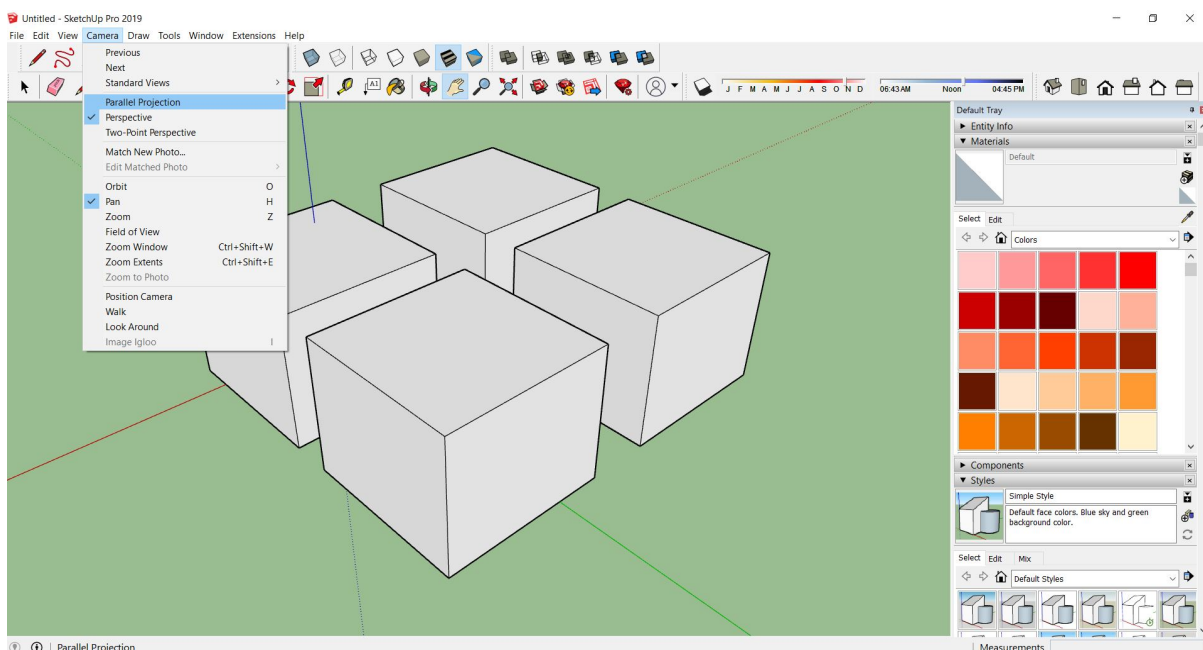 Untitled - SketchUp Pro 2019
File Edit View Camera Draw Tools Window Extensions Help
Previous
Next
Standard Views
Parallel Projection
Perspective
Two-Point Perspective
Match New Photo...
Edit Matched Photo
Orbit O
Pan H
Zoom Z
Field of View
Zoom Window Ctrl+Shift+W
Zoom Extents Ctrl+Shift+E
Zoom to Photo
Position Camera
Walk
Look Around
Image Igloo I
A1
J F M A M J J A S O N D 06:43 AM Noon 04:45 PM
Default Tray
Entity Info
Materials
Default
Select Edit
Colors
Components
Styles
Simple Style
Default face colors. Blue sky and green
background color.
Select Edit Mix
Default Styles
Parallel Projection
Measurements